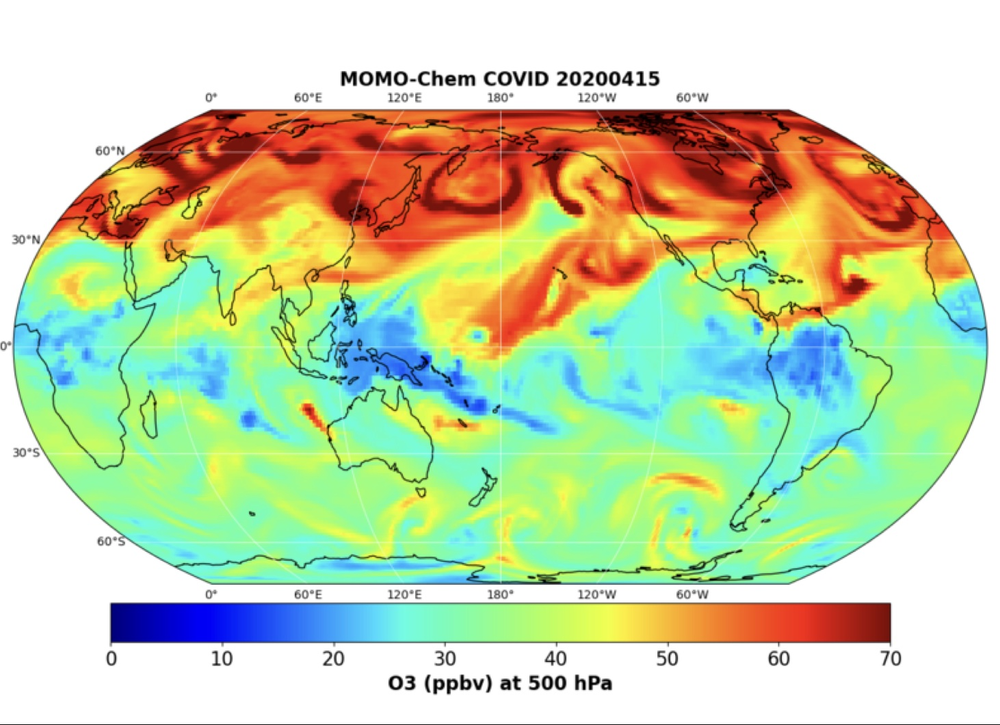 MOMO-Chem COVID 20200415
0° 60°E 120°E 180° 120°W 60°W
60°N
30°N
0°
30°S
60°S
0° 60°E 120°E 180° 120°W 60°W
0 10 20 30 40 50 60 70
O3 (ppbv) at 500 hPa